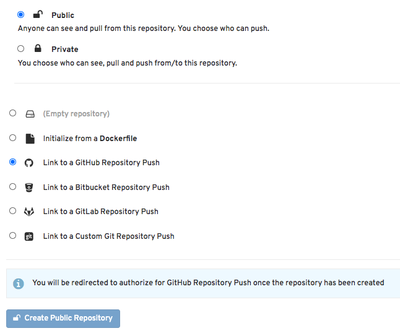 Public
Anyone can see and pull from this repository. You choose who can push.
Private
You choose who can see, pull and push from/to this repository.
(Empty repository)
Initialize from a Dockerfile
Link to a GitHub Repository Push
Link to a Bitbucket Repository Push
Link to a GitLab Repository Push
git Link to a Custom Git Repository Push
You will be redirected to authorize for GitHub Repository Push once the repository has been created
Create Public Repository